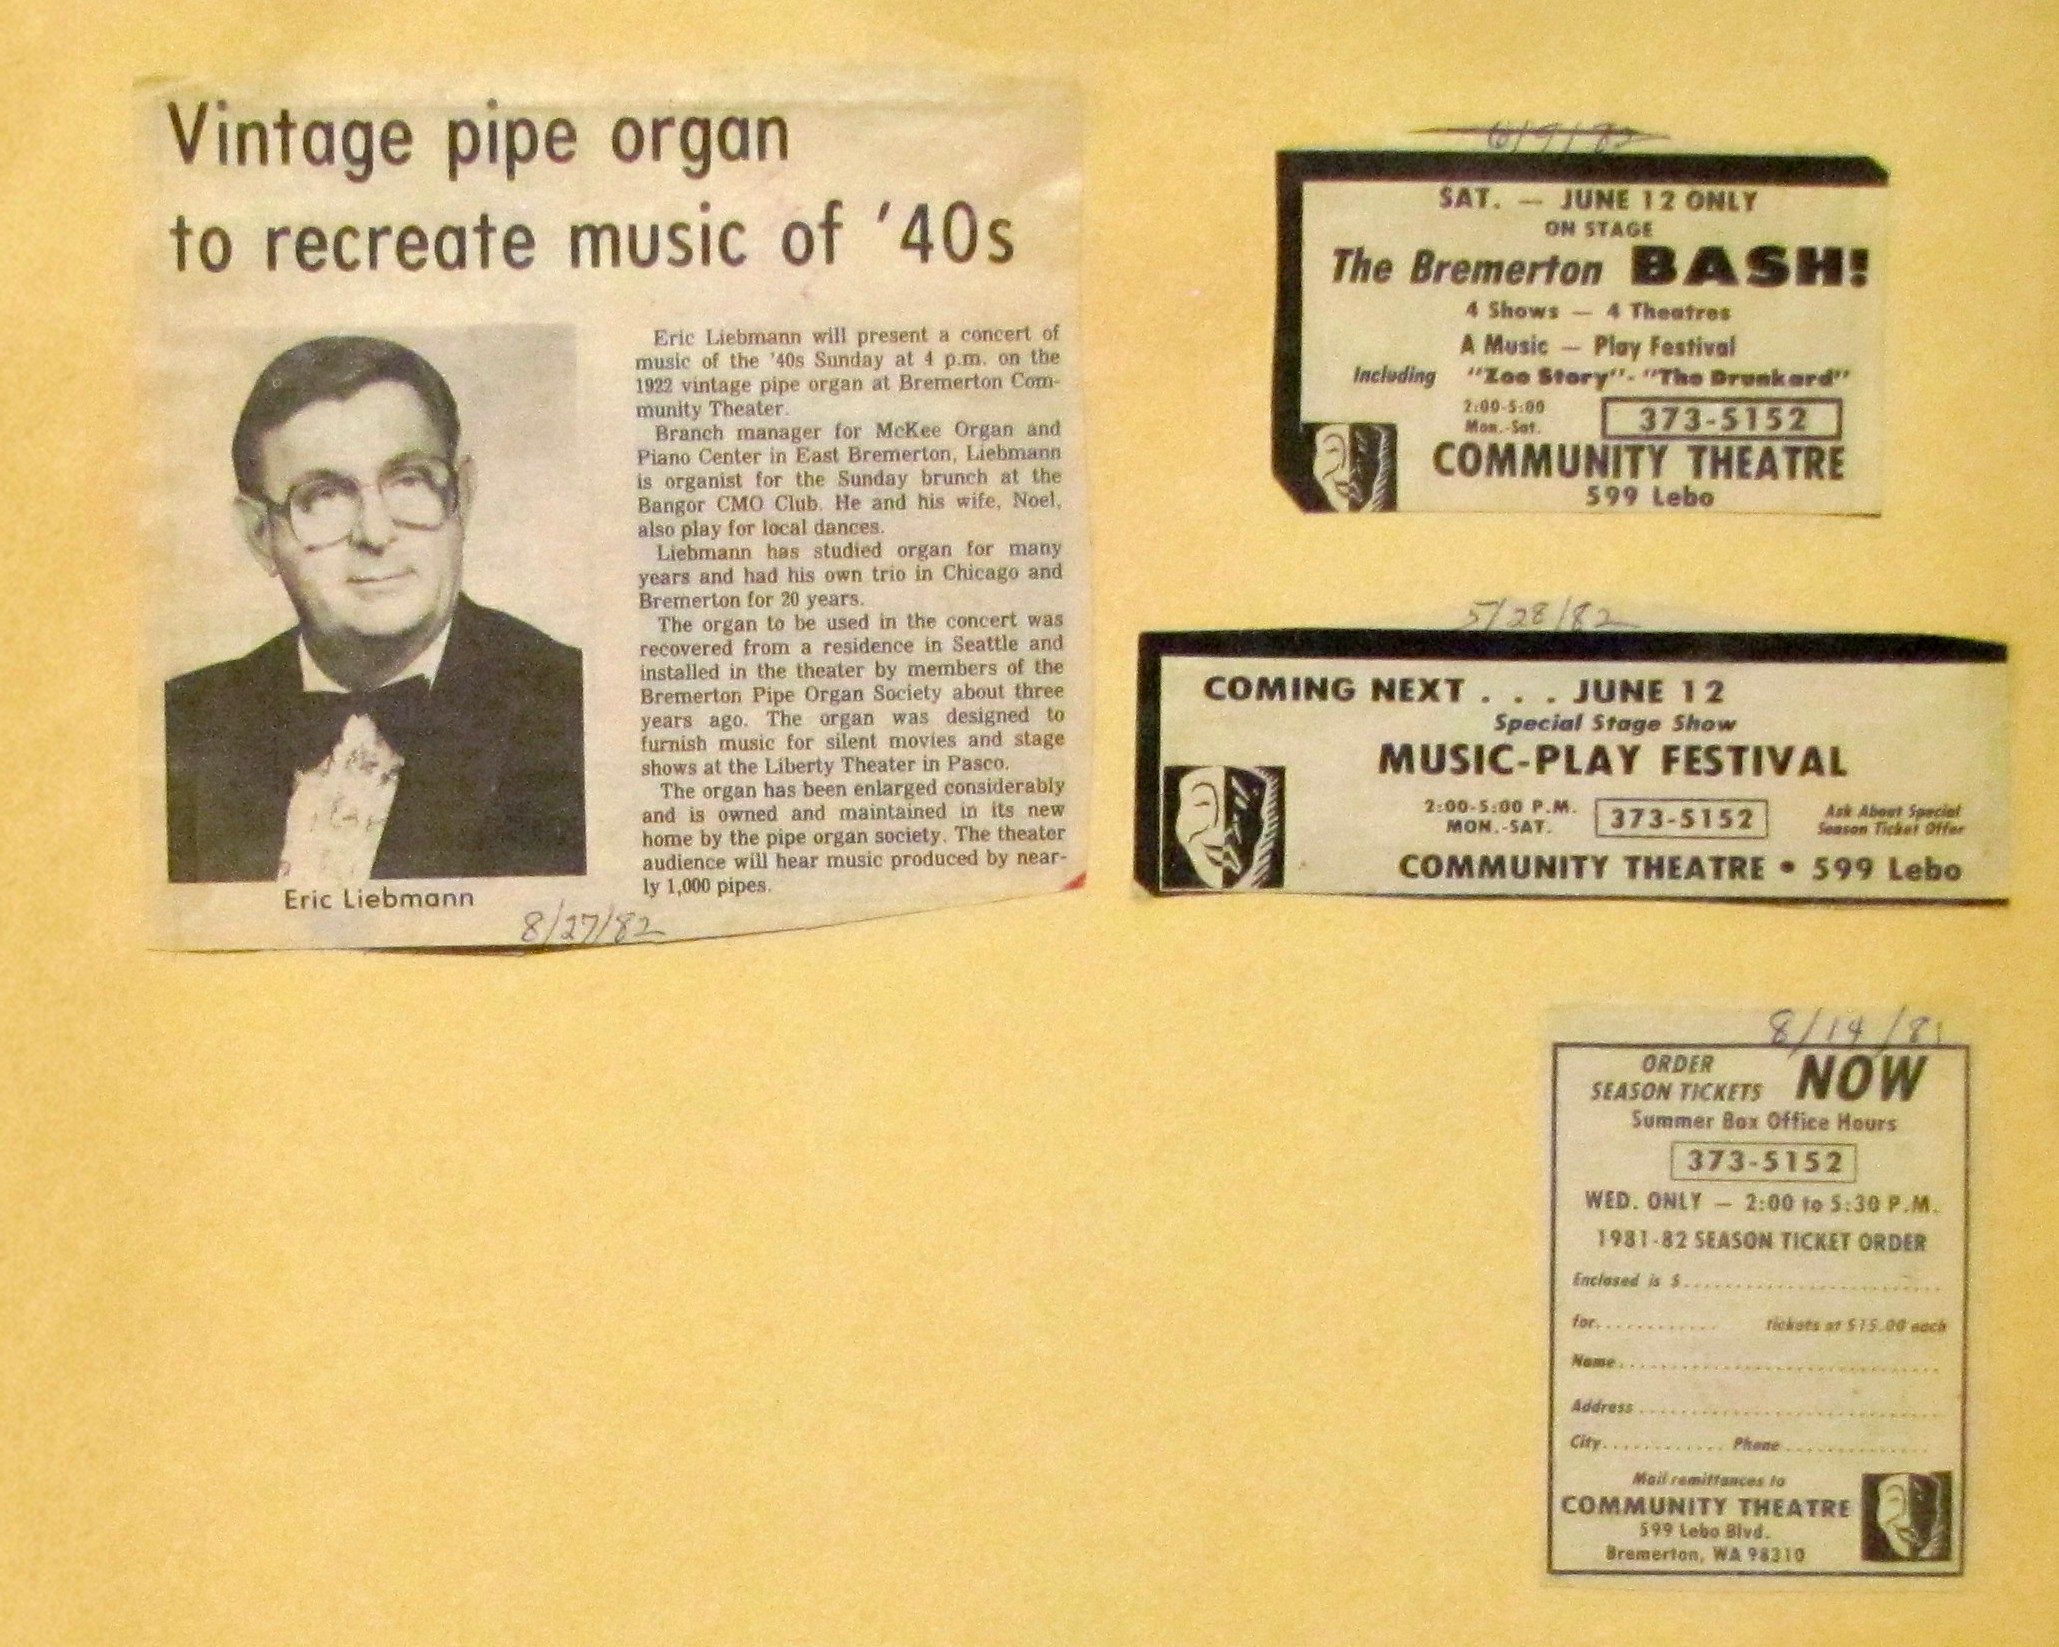 Vintage pipe organ
to recreate music of '40s
Eric Liebmann will present a concert of
music of the '40s Sunday at 4 p.m. on the
1922 vintage pipe organ at Bremerton Com-
munity Theater.
Branch manager for McKee Organ and
Piano Center in East Bremerton, Liebmann
is organist for the Sunday brunch at the
Bangor CMO Club. He and his wife, Noel,
also play for local dances.
Liebmann has studied organ for many
years and had his own trio in Chicago and
Bremerton for 20 years.
The organ to be used in the concert was
recovered from a residence in Seattle and
installed in the theater by members of the
Bremerton Pipe Organ Society about three
years ago. The organ was designed to
furnish music for silent movies and stage
shows at the Liberty Theater in Pasco.
The organ has been enlarged considerably
and is owned and maintained in its new
home by the pipe organ society. The theater
audience will hear music produced by near-
ly 1,000 pipes.
Eric Liebmann
8/27/82
6/9/82
SAT. — JUNE 12 ONLY
ON STAGE
The Bremerton BASH!
4 Shows — 4 Theatres
A Music — Play Festival
Including "Zoo Story" - "The Drunkard"
2:00-5:00
Mon.-Sat.
373-5152
COMMUNITY THEATRE
599 Lebo
5/28/82
COMING NEXT . . . JUNE 12
Special Stage Show
MUSIC-PLAY FESTIVAL
2:00-5:00 P.M.
MON.-SAT.
373-5152
Ask About Special
Season Ticket Offer
COMMUNITY THEATRE • 599 Lebo
8/14/81
ORDER
SEASON TICKETS NOW
Summer Box Office Hours
373-5152
WED. ONLY — 2:00 to 5:30 P.M.
1981-82 SEASON TICKET ORDER
Enclosed is $
for tickets at $15.00 each
Name
Address
City Phone
Mail remittances to
COMMUNITY THEATRE
599 Lebo Blvd.
Bremerton, WA 98310